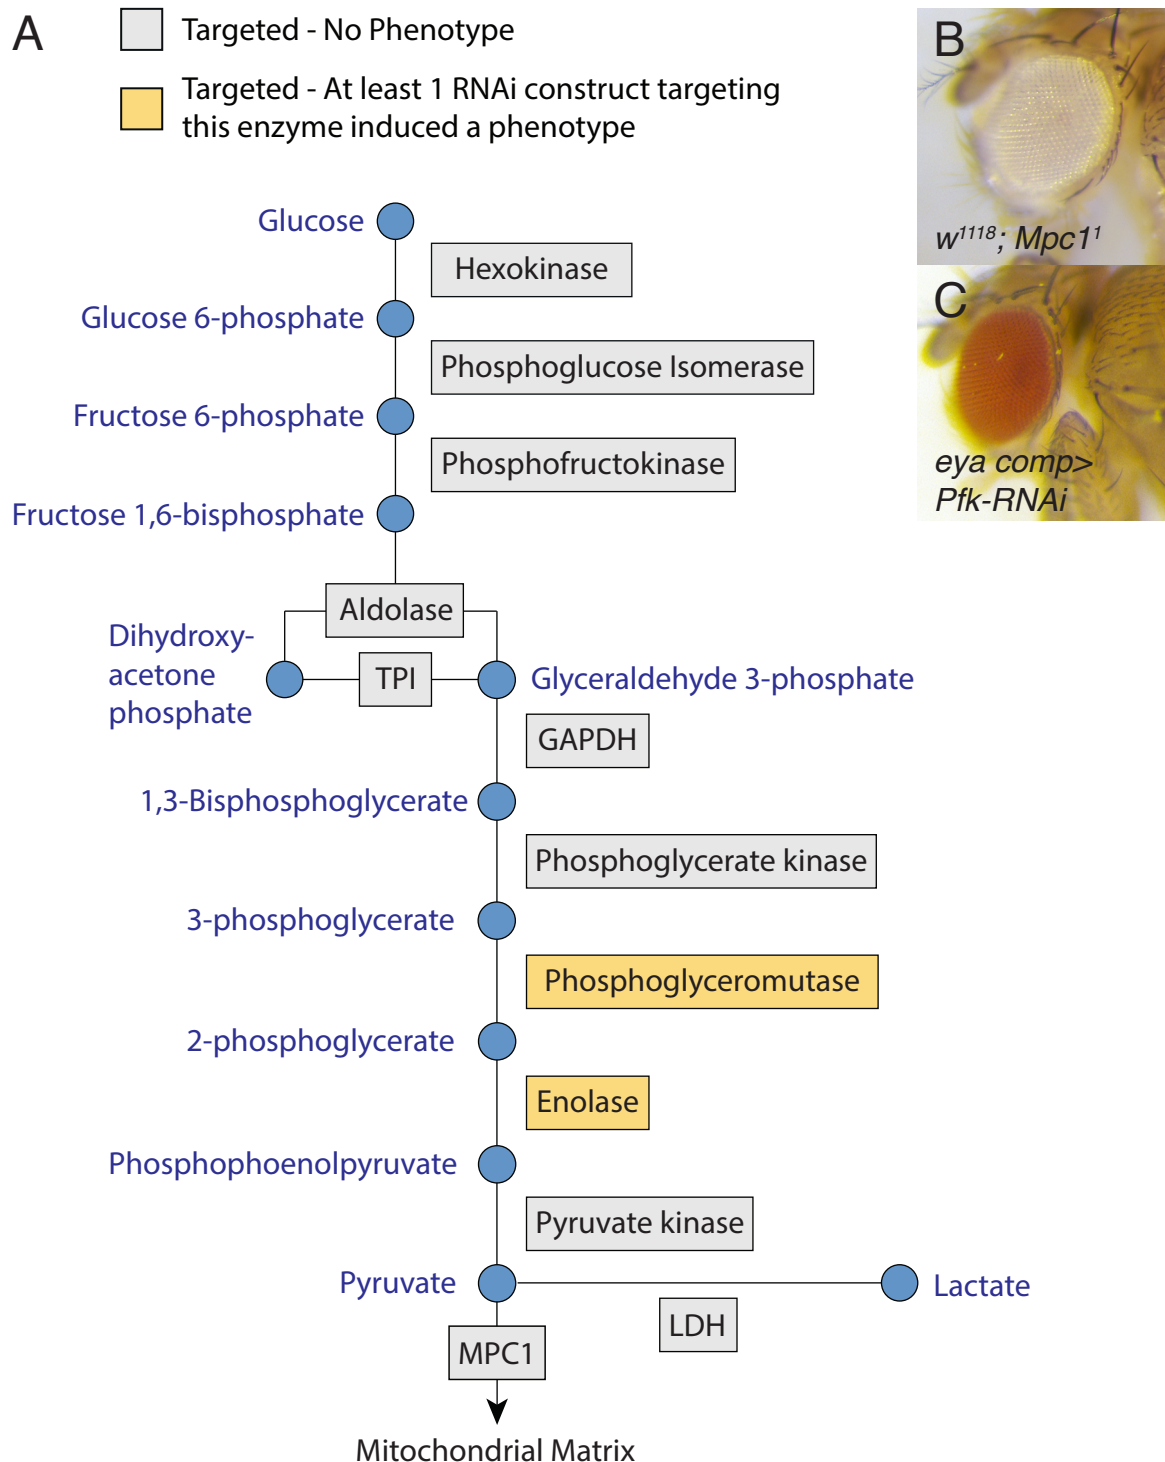 A
Targeted - No Phenotype
Targeted - At least 1 RNAi construct targeting
this enzyme induced a phenotype
B
w1118; Mpc11
C
eya comp>
Pfk-RNAi
Glucose
Hexokinase
Glucose 6-phosphate
Phosphoglucose Isomerase
Fructose 6-phosphate
Phosphofructokinase
Fructose 1,6-bisphosphate
Aldolase
Dihydroxy-
acetone
phosphate
TPI
Glyceraldehyde 3-phosphate
GAPDH
1,3-Bisphosphoglycerate
Phosphoglycerate kinase
3-phosphoglycerate
Phosphoglyceromutase
2-phosphoglycerate
Enolase
Phosphophoenolpyruvate
Pyruvate kinase
Pyruvate
Lactate
LDH
MPC1
Mitochondrial Matrix